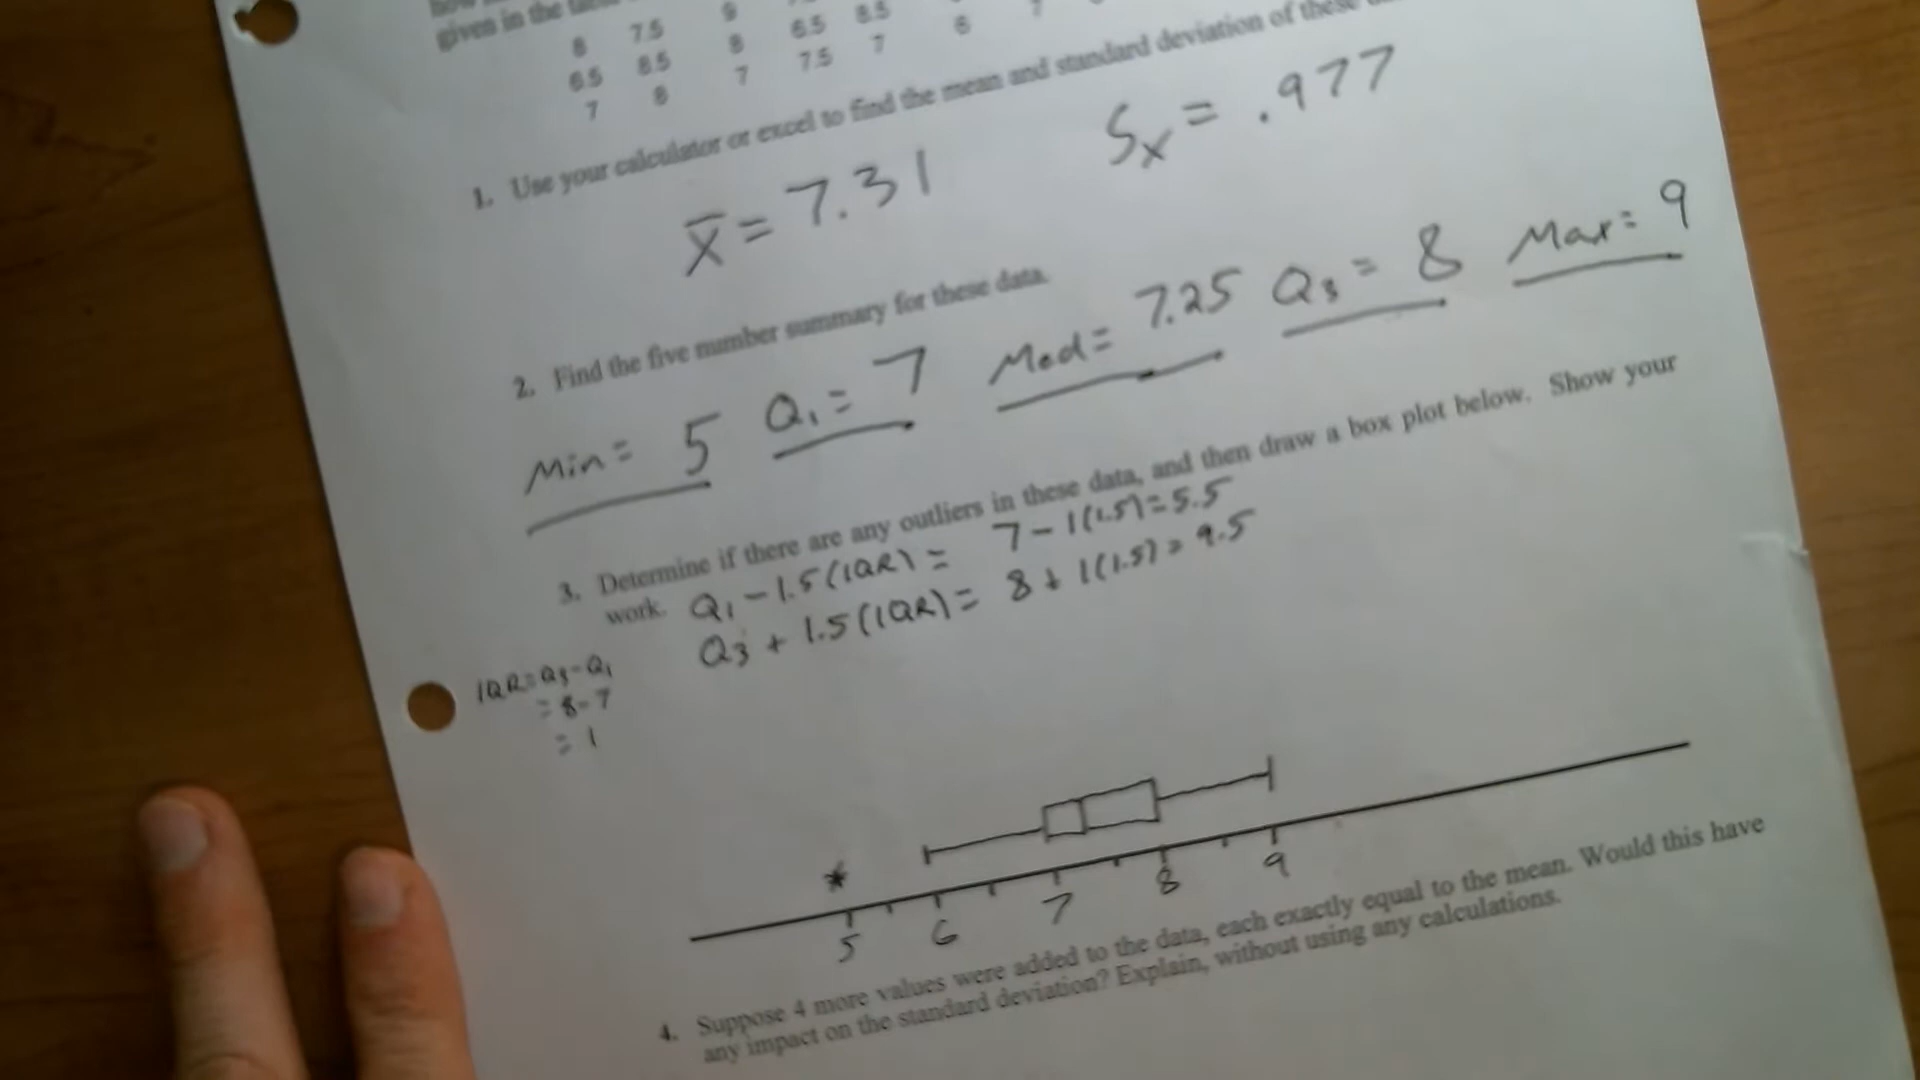 given in the
8 7.5 9
6.5 8.5 8 6.5 8.5
7 8 7 7.5 7 6 7
1. Use your calculator or excel to find the mean and standard deviation of these
x̄ = 7.31 Sx = .977
2. Find the five number summary for these data.
Min = 5 Q1 = 7 Med = 7.25 Q3 = 8 Max = 9
3. Determine if there are any outliers in these data, and then draw a box plot below. Show your
work. Q1 - 1.5(IQR) = 7 - 1(1.5) = 5.5
Q3 + 1.5(IQR) = 8 + 1(1.5) = 9.5
IQR = Q3 - Q1
= 8 - 7
= 1
*
5 6 7 8 9
4. Suppose 4 more values were added to the data, each exactly equal to the mean. Would this have
any impact on the standard deviation? Explain, without using any calculations.